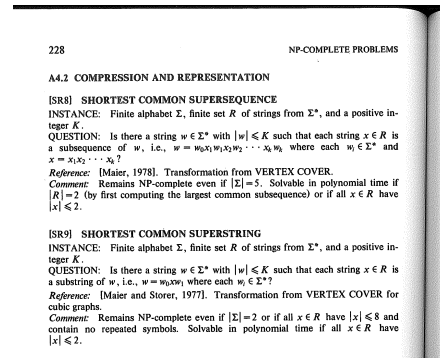 228
NP-COMPLETE PROBLEMS
A4.2 COMPRESSION AND REPRESENTATION
[SR8] SHORTEST COMMON SUPERSEQUENCE
INSTANCE: Finite alphabet Σ, finite set R of strings from Σ*, and a positive in-
teger K.
QUESTION: Is there a string w ∈ Σ* with |w| ⩽ K such that each string x ∈ R is
a subsequence of w, i.e., w = w₀x₁w₁x₂w₂ · · · xₖwₖ where each wᵢ ∈ Σ* and
x = x₁x₂ · · · xₖ?
Reference: [Maier, 1978]. Transformation from VERTEX COVER.
Comment: Remains NP-complete even if |Σ|=5. Solvable in polynomial time if
|R|=2 (by first computing the largest common subsequence) or if all x ∈ R have
|x| ⩽ 2.
[SR9] SHORTEST COMMON SUPERSTRING
INSTANCE: Finite alphabet Σ, finite set R of strings from Σ*, and a positive in-
teger K.
QUESTION: Is there a string w ∈ Σ* with |w| ⩽ K such that each string x ∈ R is
a substring of w, i.e., w = w₀xw₁ where each wᵢ ∈ Σ*?
Reference: [Maier and Storer, 1977]. Transformation from VERTEX COVER for
cubic graphs.
Comment: Remains NP-complete even if |Σ|=2 or if all x ∈ R have |x| ⩽ 8 and
contain no repeated symbols. Solvable in polynomial time if all x ∈ R have
|x| ⩽ 2.